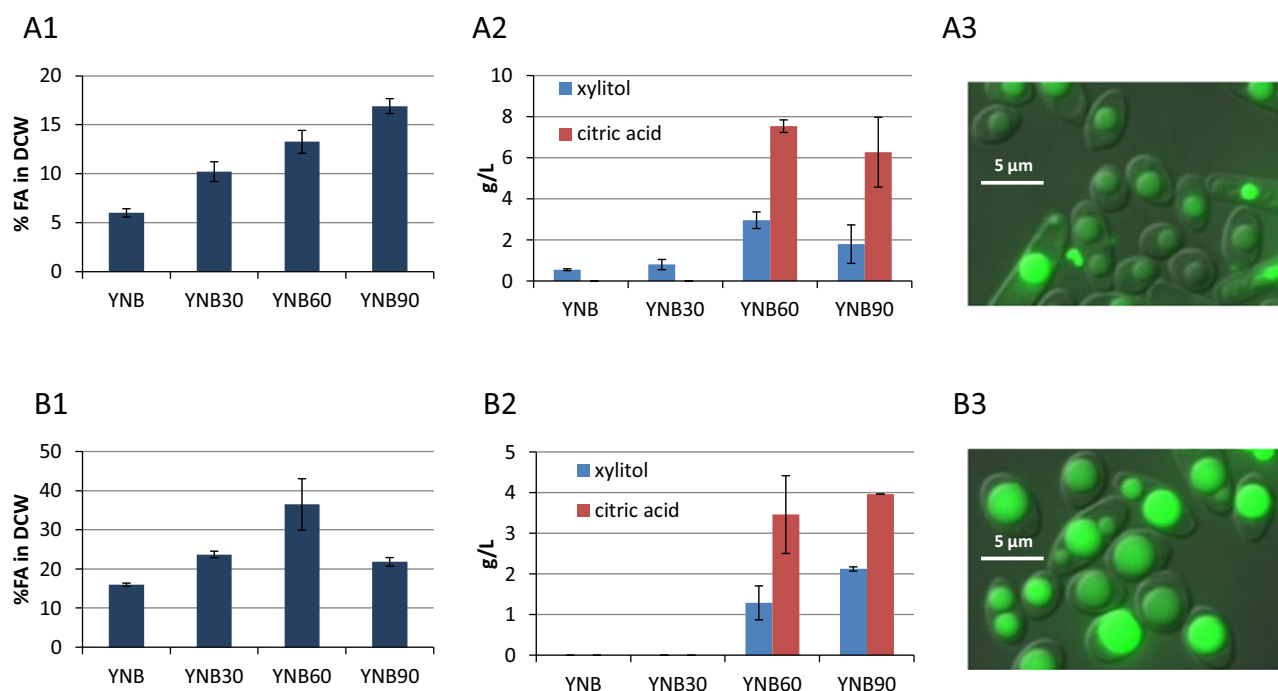 A1
A2
A3
% FA in DCW
20
15
10
5
0
YNB YNB30 YNB60 YNB90
g/L
10
8
6
4
2
0
xylitol
citric acid
YNB YNB30 YNB60 YNB90
5 µm
B1
B2
B3
%FA in DCW
50
40
30
20
10
0
YNB YNB30 YNB60 YNB90
g/L
5
4
3
2
1
0
xylitol
citric acid
YNB YNB30 YNB60 YNB90
5 µm